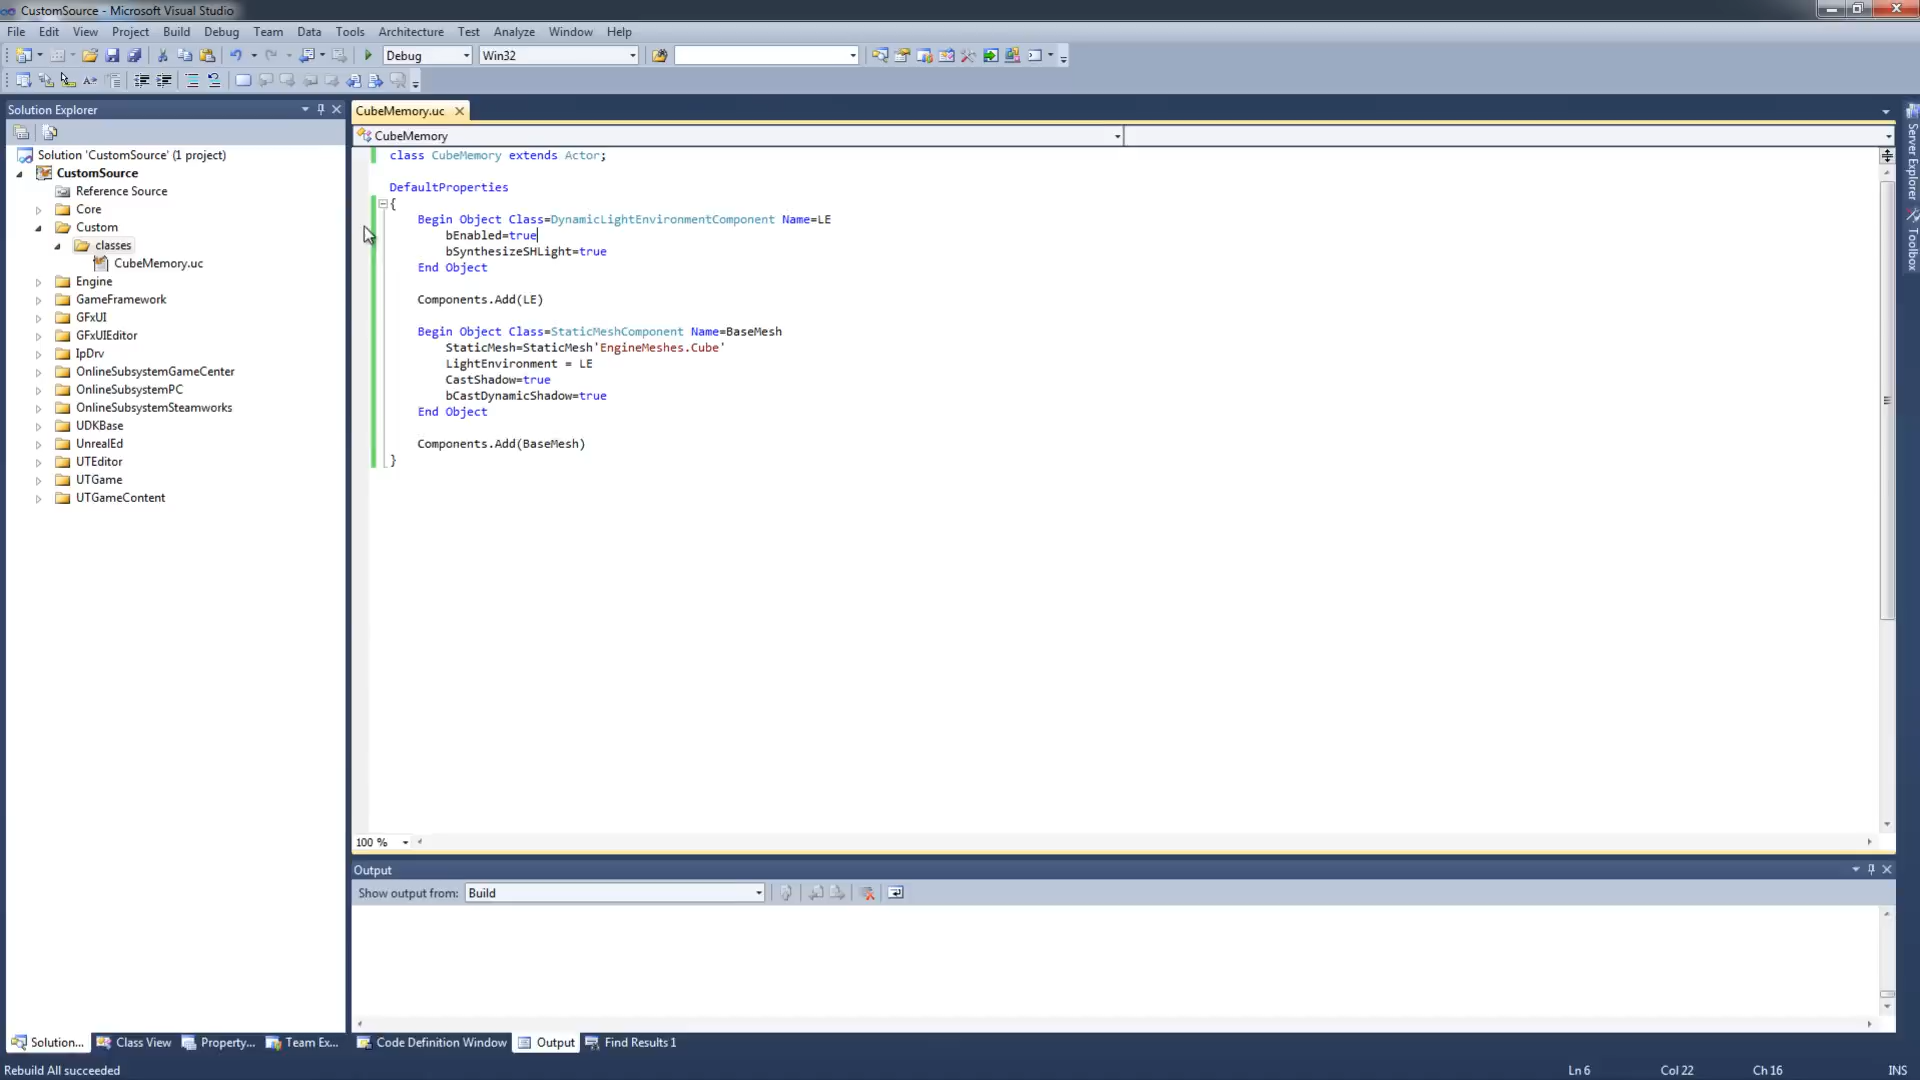 CustomSource - Microsoft Visual Studio
File Edit View Project Build Debug Team Data Tools Architecture Test Analyze Window Help
Debug Win32
Solution Explorer
CubeMemory.uc
CubeMemory
Solution 'CustomSource' (1 project)
CustomSource
Reference Source
Core
Custom
classes
CubeMemory.uc
Engine
GameFramework
GFxUI
GFxUIEditor
IpDrv
OnlineSubsystemGameCenter
OnlineSubsystemPC
OnlineSubsystemSteamworks
UDKBase
UnrealEd
UTEditor
UTGame
UTGameContent
class CubeMemory extends Actor;
DefaultProperties
{
Begin Object Class=DynamicLightEnvironmentComponent Name=LE
bEnabled=true
bSynthesizeSHLight=true
End Object
Components.Add(LE)
Begin Object Class=StaticMeshComponent Name=BaseMesh
StaticMesh=StaticMesh'EngineMeshes.Cube'
LightEnvironment = LE
CastShadow=true
bCastDynamicShadow=true
End Object
Components.Add(BaseMesh)
}
Server Explorer
Toolbox
100 %
Output
Show output from: Build
Solution... Class View Property... Team Ex... Code Definition Window Output Find Results 1
Rebuild All succeeded Ln 6 Col 22 Ch 16 INS